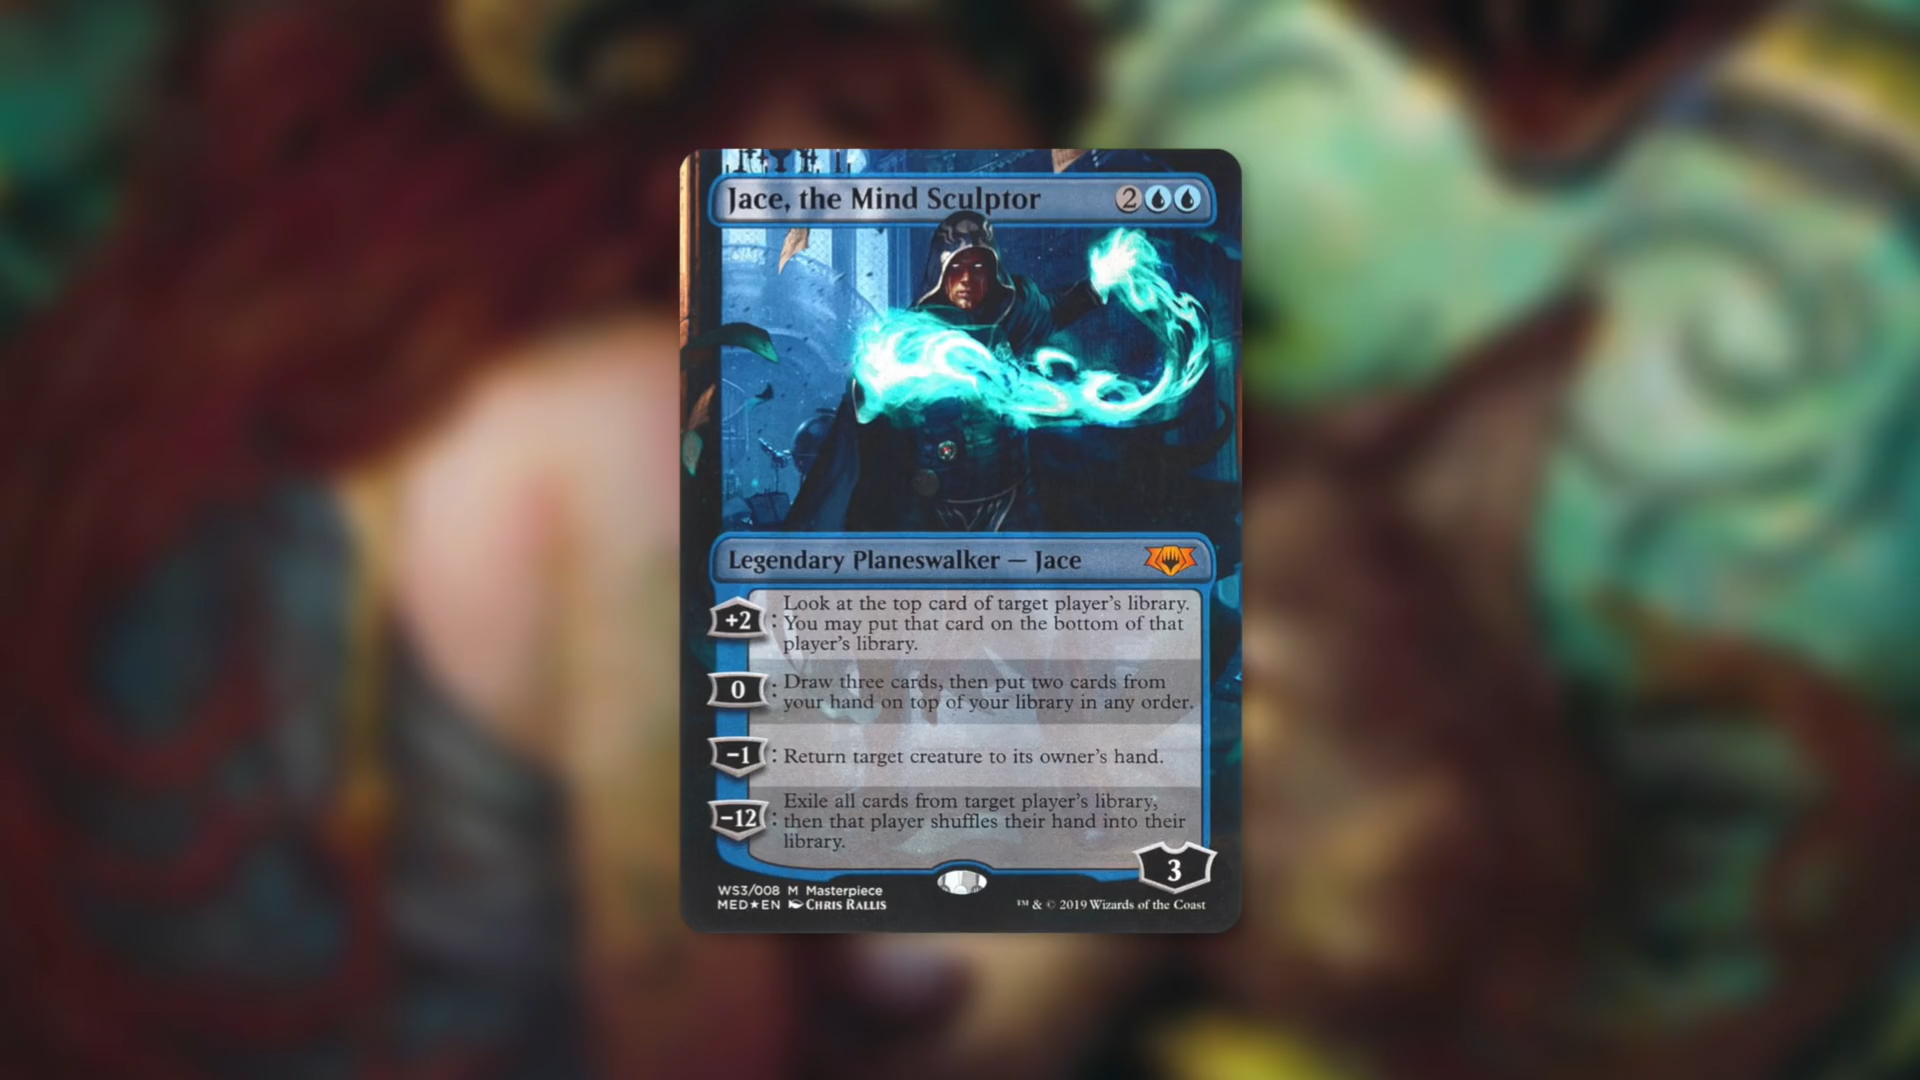 Jace, the Mind Sculptor 2
Legendary Planeswalker — Jace
+2: Look at the top card of target player's library.
You may put that card on the bottom of that
player's library.
0: Draw three cards, then put two cards from
your hand on top of your library in any order.
−1: Return target creature to its owner's hand.
−12: Exile all cards from target player's library,
then that player shuffles their hand into their
library.
3
WS3/008 M Masterpiece
MED★EN CHRIS RALLIS
™ & © 2019 Wizards of the Coast